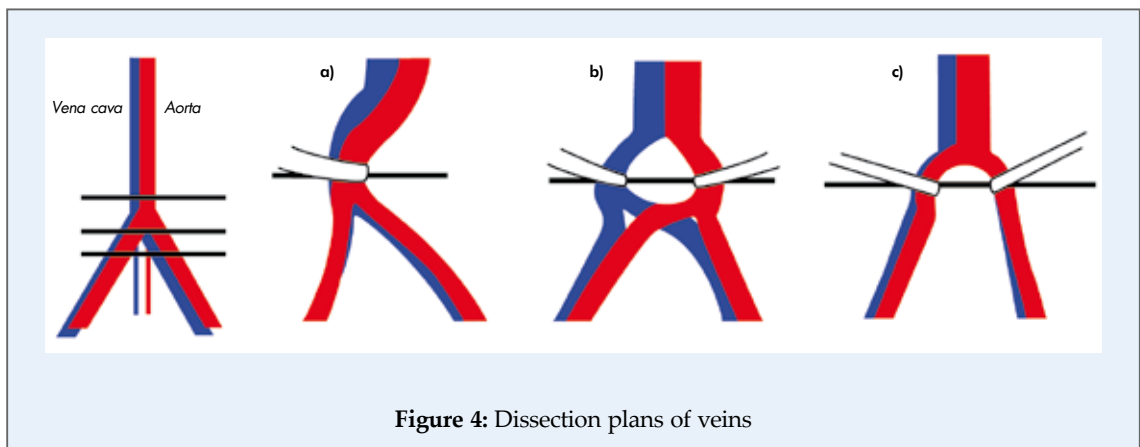 a)
b)
c)
Vena cava
Aorta
Figure 4: Dissection plans of veins